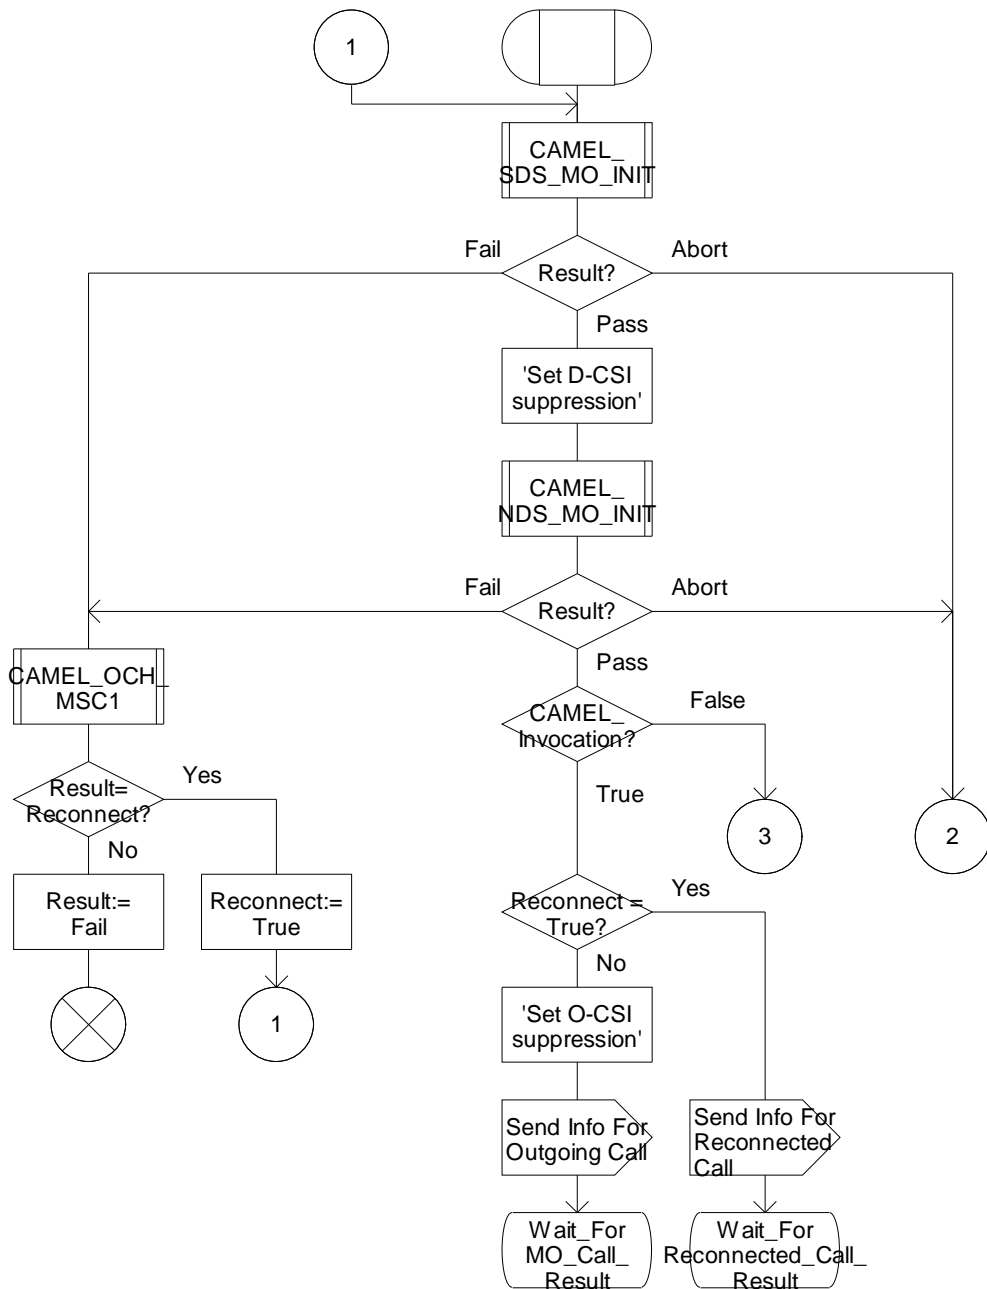 1
CAMEL_
SDS_MO_INIT
Fail
Result?
Abort
Pass
'Set D-CSI
suppression'
CAMEL_
NDS_MO_INIT
Fail
Result?
Abort
Pass
CAMEL_OCH_
MSC1
CAMEL_
Invocation?
False
True
Result=
Reconnect?
Yes
No
3
2
Result:=
Fail
Reconnect:=
True
Reconnect =
True?
Yes
No
1
'Set O-CSI
suppression'
Send Info For
Outgoing Call
Send Info For
Reconnected
Call
Wait_For
MO_Call_
Result
Wait_For
Reconnected_Call_
Result